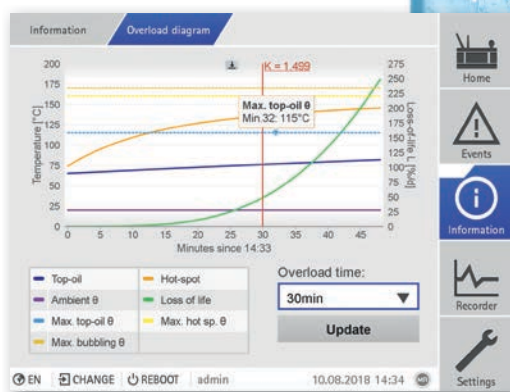 Information
Overload diagram
Home
Events
Information
Recorder
Settings
K = 1.499
Max. top-oil θ
Min.32: 115°C
Temperature [°C]
200
175
150
125
100
75
50
25
0
Loss-of-life L [%/d]
275
250
225
200
175
150
125
100
75
50
25
0
0 5 10 15 20 25 30 35 40 45
Minutes since 14:33
Top-oil
Hot-spot
Ambient θ
Loss of life
Max. top-oil θ
Max. hot sp. θ
Max. bubbling θ
Overload time:
30min
Update
EN CHANGE REBOOT admin 10.08.2018 14:34